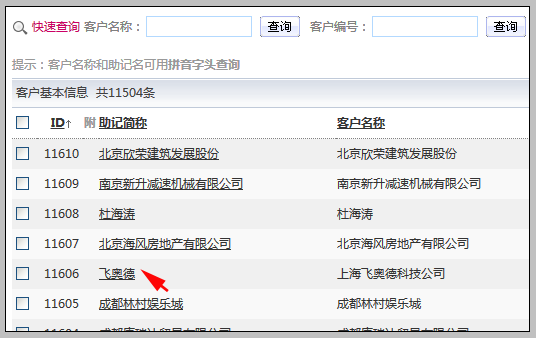 快速查询 客户名称： 查询 客户编号： 查询
提示：客户名称和助记名可用拼音字头查询
客户基本信息 共11504条
ID↑ 附 助记简称 客户名称
11610 北京欣荣建筑发展股份 北京欣荣建筑发展股份
11609 南京新升减速机械有限公司 南京新升减速机械有限公司
11608 杜海涛 杜海涛
11607 北京海风房地产有限公司 北京海风房地产有限公司
11606 飞奥德 上海飞奥德科技公司
11605 成都林村娱乐城 成都林村娱乐城